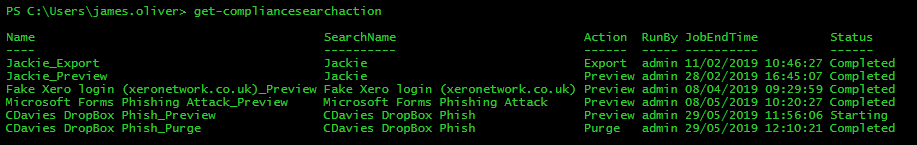 PS C:\Users\james.oliver> get-compliancesearchaction
Name SearchName Action RunBy JobEndTime Status
---- ---------- ------ ----- ---------- ------
Jackie_Export Jackie Export admin 11/02/2019 10:46:27 Completed
Jackie_Preview Jackie Preview admin 28/02/2019 16:45:07 Completed
Fake Xero login (xeronetwork.co.uk)_Preview Fake Xero login (xeronetwork.co.uk) Preview admin 08/04/2019 09:29:59 Completed
Microsoft Forms Phishing Attack_Preview Microsoft Forms Phishing Attack Preview admin 08/05/2019 10:20:27 Completed
CDavies DropBox Phish_Preview CDavies DropBox Phish Preview admin 29/05/2019 11:56:06 Starting
CDavies DropBox Phish_Purge CDavies DropBox Phish Purge admin 29/05/2019 12:10:21 Completed